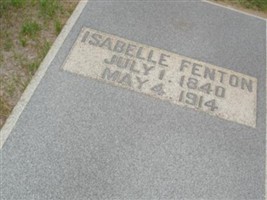 ISABELLE FENTON
JULY 1. 1840
MAY 4. 1914